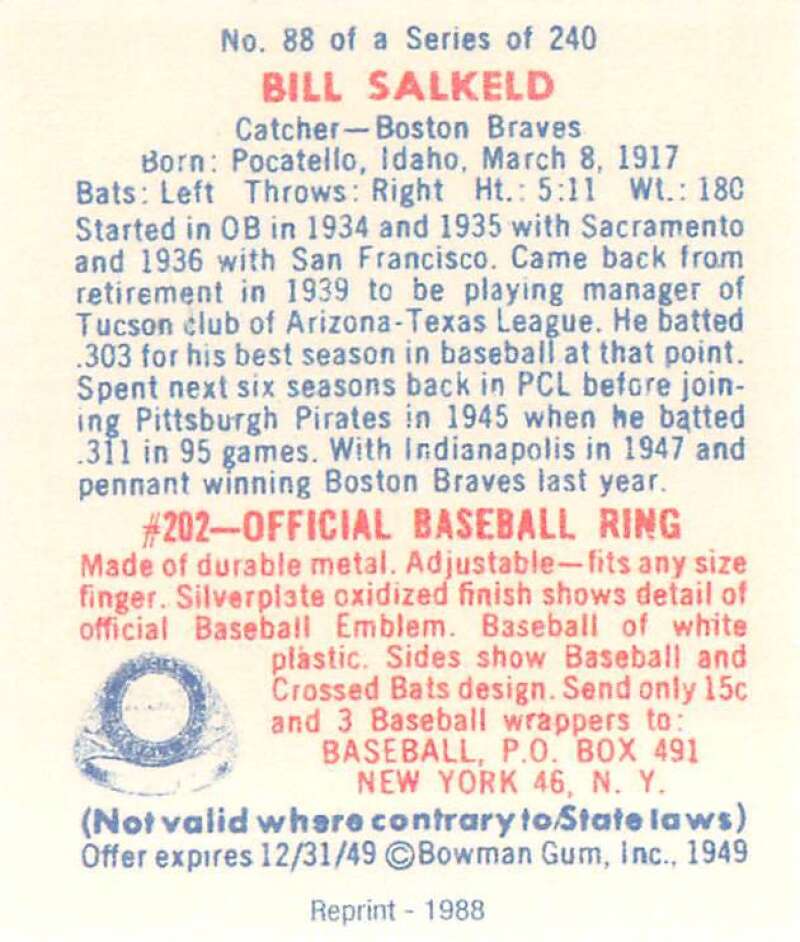 No. 88 of a Series of 240
BILL SALKELD
Catcher—Boston Braves
Born: Pocatello, Idaho, March 8, 1917
Bats: Left Throws: Right Ht.: 5:11 Wt.: 180
Started in OB in 1934 and 1935 with Sacramento
and 1936 with San Francisco. Came back from
retirement in 1939 to be playing manager of
Tucson club of Arizona-Texas League. He batted
.303 for his best season in baseball at that point.
Spent next six seasons back in PCL before join-
ing Pittsburgh Pirates in 1945 when he batted
.311 in 95 games. With Indianapolis in 1947 and
pennant winning Boston Braves last year.
#202—OFFICIAL BASEBALL RING
Made of durable metal. Adjustable—fits any size
finger. Silverplate oxidized finish shows detail of
official Baseball Emblem. Baseball of white
plastic. Sides show Baseball and
Crossed Bats design. Send only 15c
and 3 Baseball wrappers to:
BASEBALL, P.O. BOX 491
NEW YORK 46, N. Y.
(Not valid where contrary to State laws)
Offer expires 12/31/49 ©Bowman Gum, Inc., 1949
Reprint - 1988